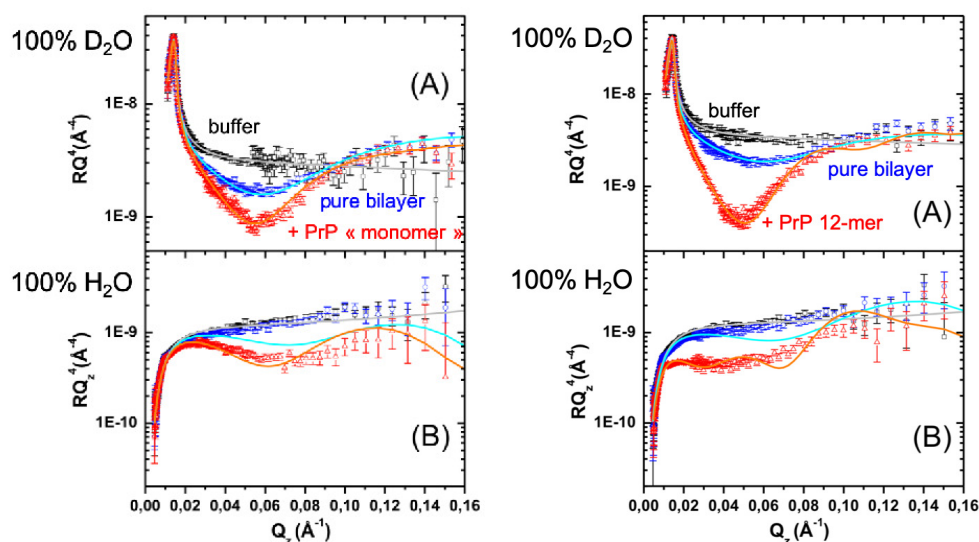 100% D₂O
RQ⁴(Å⁻⁴)
1E-8
1E-9
buffer
(A)
pure bilayer
+ PrP « monomer »
100% H₂O
RQz⁴(Å⁻⁴)
1E-9
1E-10
(B)
0,00 0,02 0,04 0,06 0,08 0,10 0,12 0,14 0,16
Qz(Å⁻¹)
100% D₂O
RQ⁴(Å⁻⁴)
1E-8
1E-9
buffer
pure bilayer
(A)
+ PrP 12-mer
100% H₂O
RQz⁴(Å⁻⁴)
1E-9
1E-10
(B)
0,00 0,02 0,04 0,06 0,08 0,10 0,12 0,14 0,16
Qz(Å⁻¹)